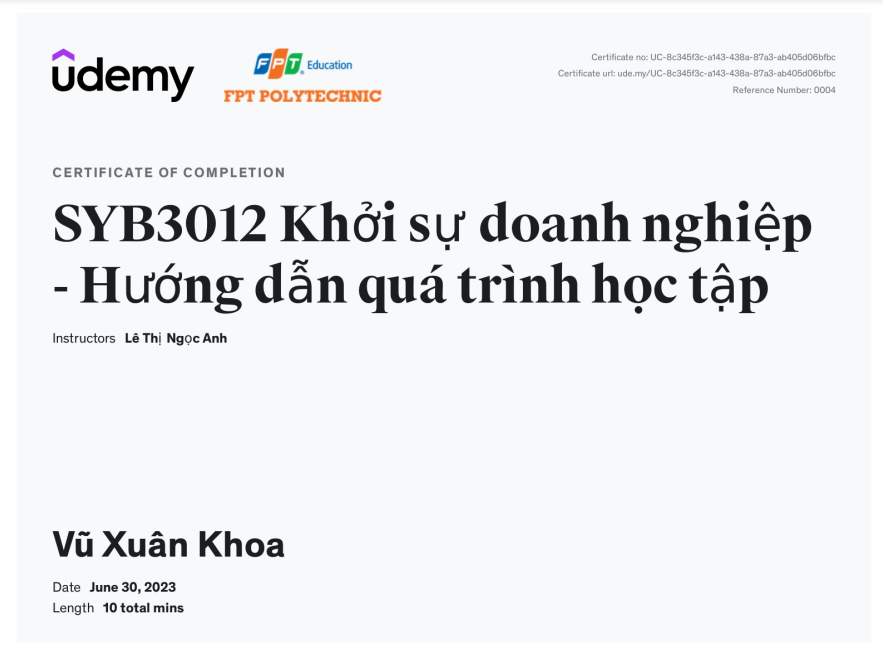 udemy
FPT Education
FPT POLYTECHNIC
Certificate no: UC-8c345f3c-a143-438a-87a3-ab405d06bfbc
Certificate url: ude.my/UC-8c345f3c-a143-438a-87a3-ab405d06bfbc
Reference Number: 0004
CERTIFICATE OF COMPLETION
SYB3012 Khởi sự doanh nghiệp
- Hướng dẫn quá trình học tập
Instructors Lê Thị Ngọc Anh
Vũ Xuân Khoa
Date June 30, 2023
Length 10 total mins